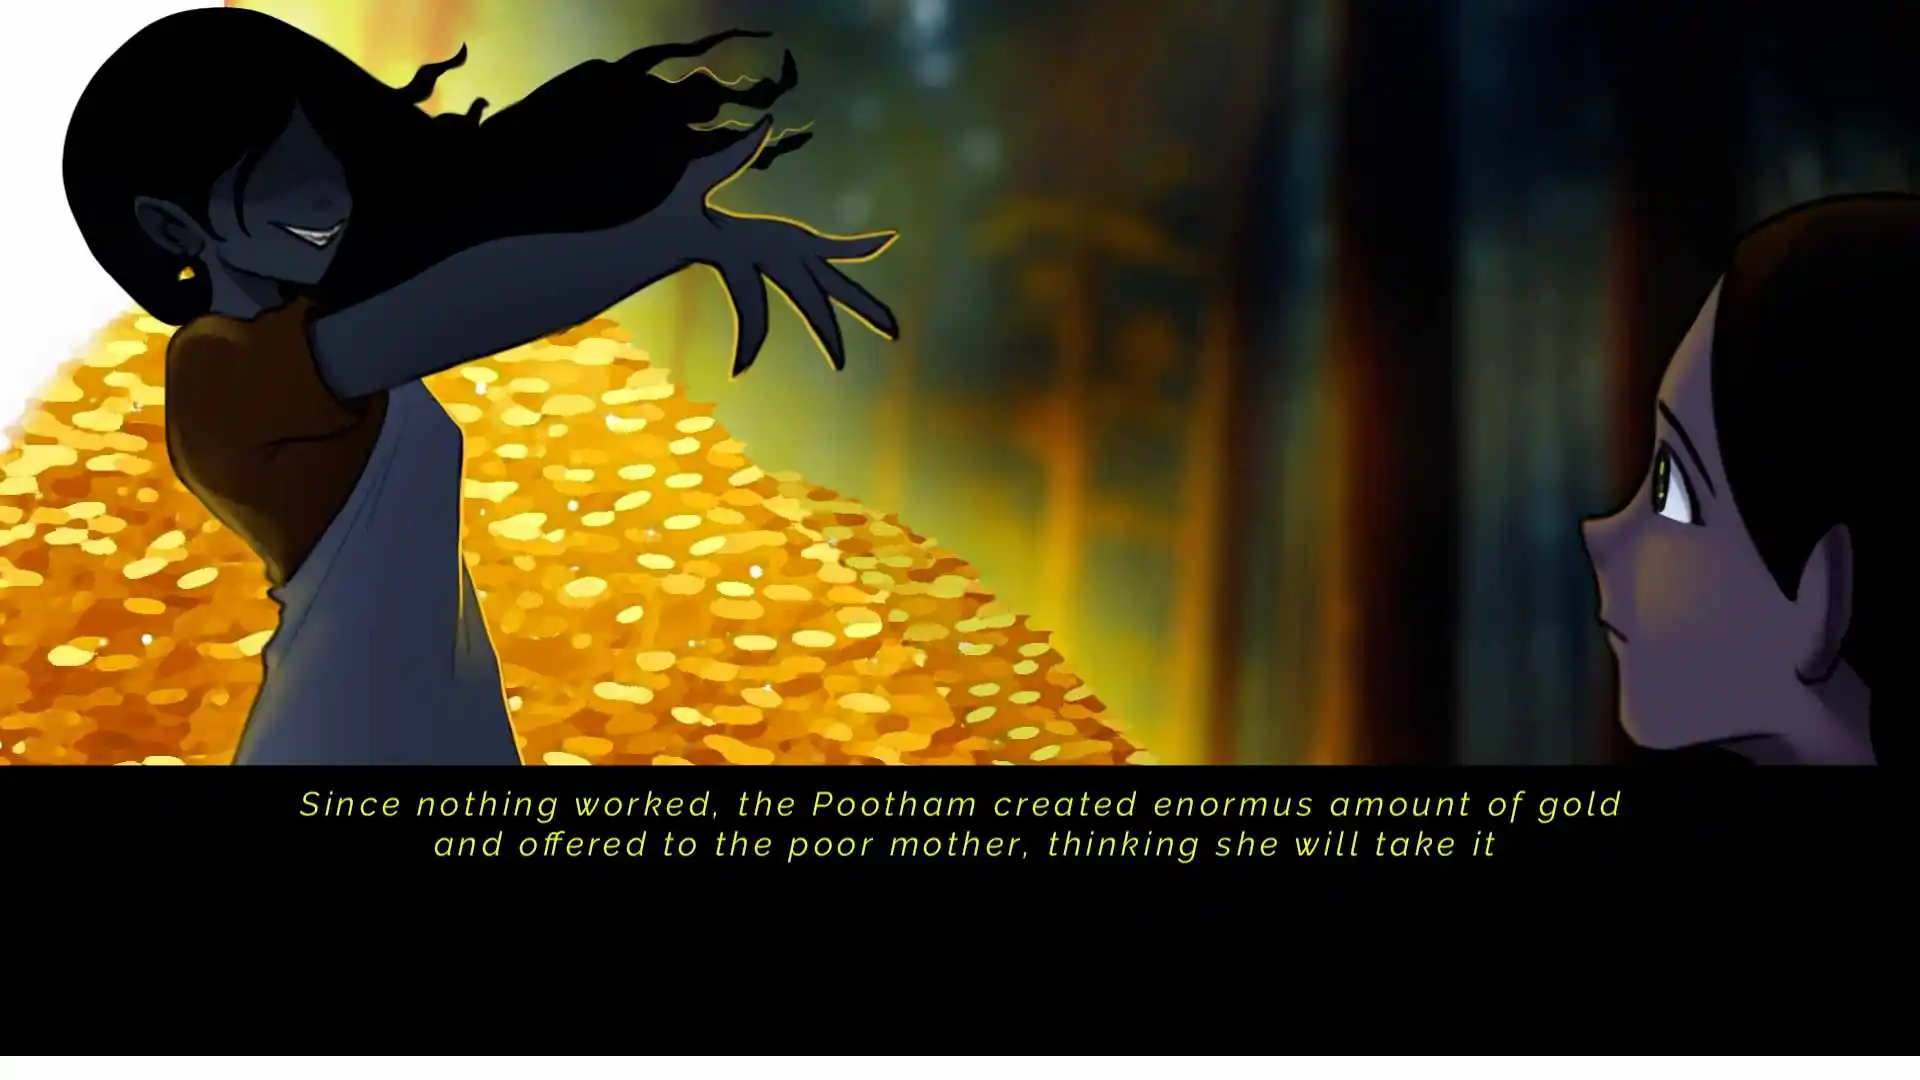 Since nothing worked, the Pootham created enormus amount of gold
and offered to the poor mother, thinking she will take it